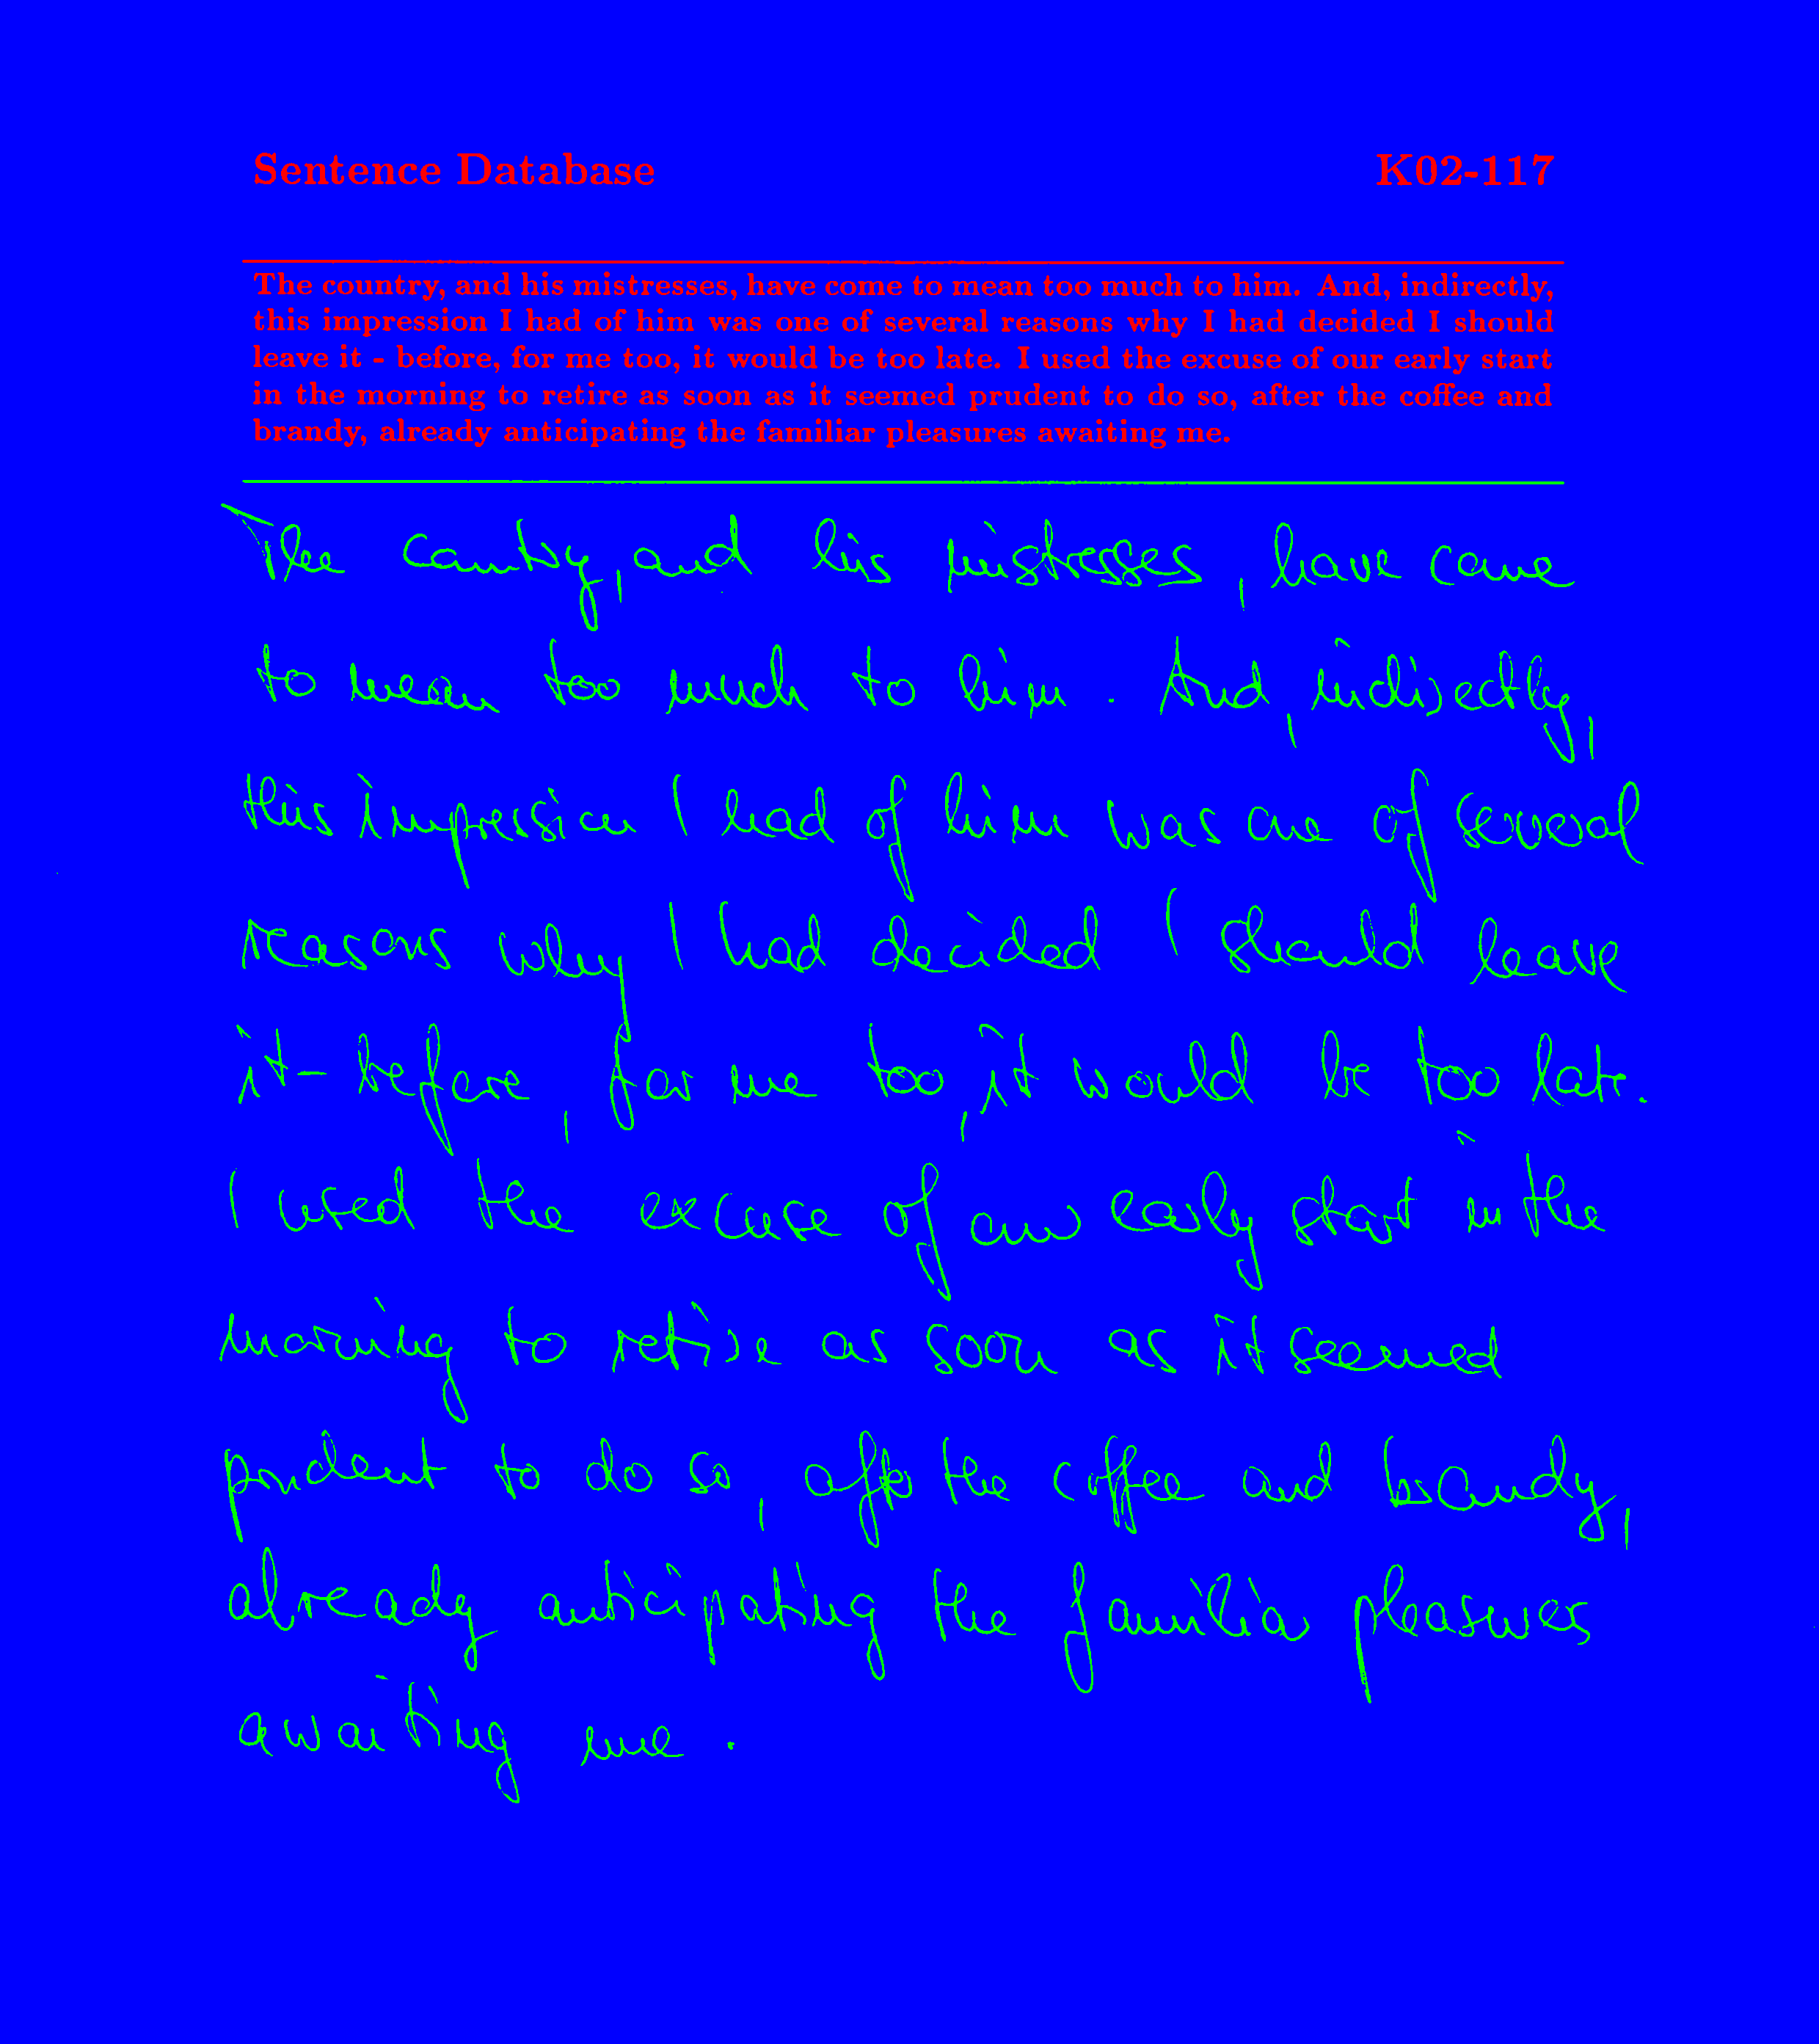 Sentence Database K02-117
The country, and his mistresses, have come to mean too much to him. And, indirectly,
this impression I had of him was one of several reasons why I had decided I should
leave it - before, for me too, it would be too late. I used the excuse of our early start
in the morning to retire as soon as it seemed prudent to do so, after the coffee and
brandy, already anticipating the familiar pleasures awaiting me.
The country, and his mistresses, have come
to mean too much to him. And, indirectly,
this impression I had of him was one of several
reasons why I had decided I should leave
it - before, for me too, it would be too late.
I used the excuse of our early start in the
morning to retire as soon as it seemed
prudent to do so, after the coffee and brandy,
already anticipating the familiar pleasures
awaiting me.